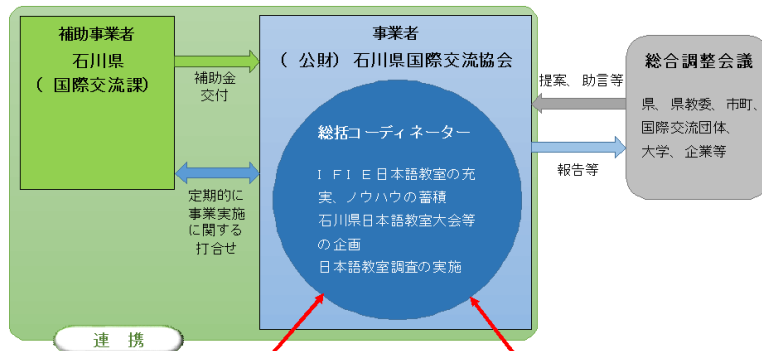 補助事業者
石川県
(国際交流課)
補助金
交付
定期的に
事業実施
に関する
打合せ
事業者
(公財)石川県国際交流協会
総括コーディネーター
ＩＦＩＥ日本語教室の充
実、ノウハウの蓄積
石川県日本語教室大会等
の企画
日本語教室調査の実施
提案、助言等
報告等
総合調整会議
県、県教委、市町、
国際交流団体、
大学、企業等
連携